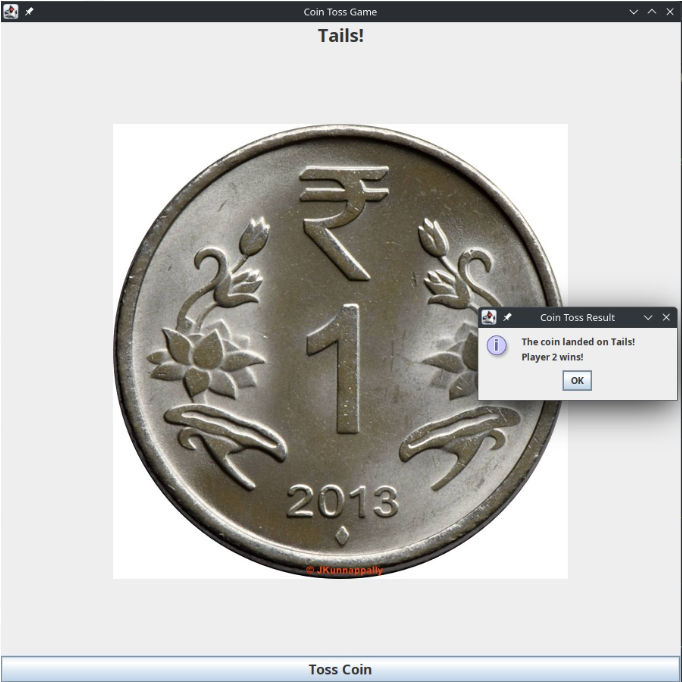 Coin Toss Game
Tails!
₹
1
2013
© JKunnappally
Coin Toss Result
The coin landed on Tails!
Player 2 wins!
OK
Toss Coin